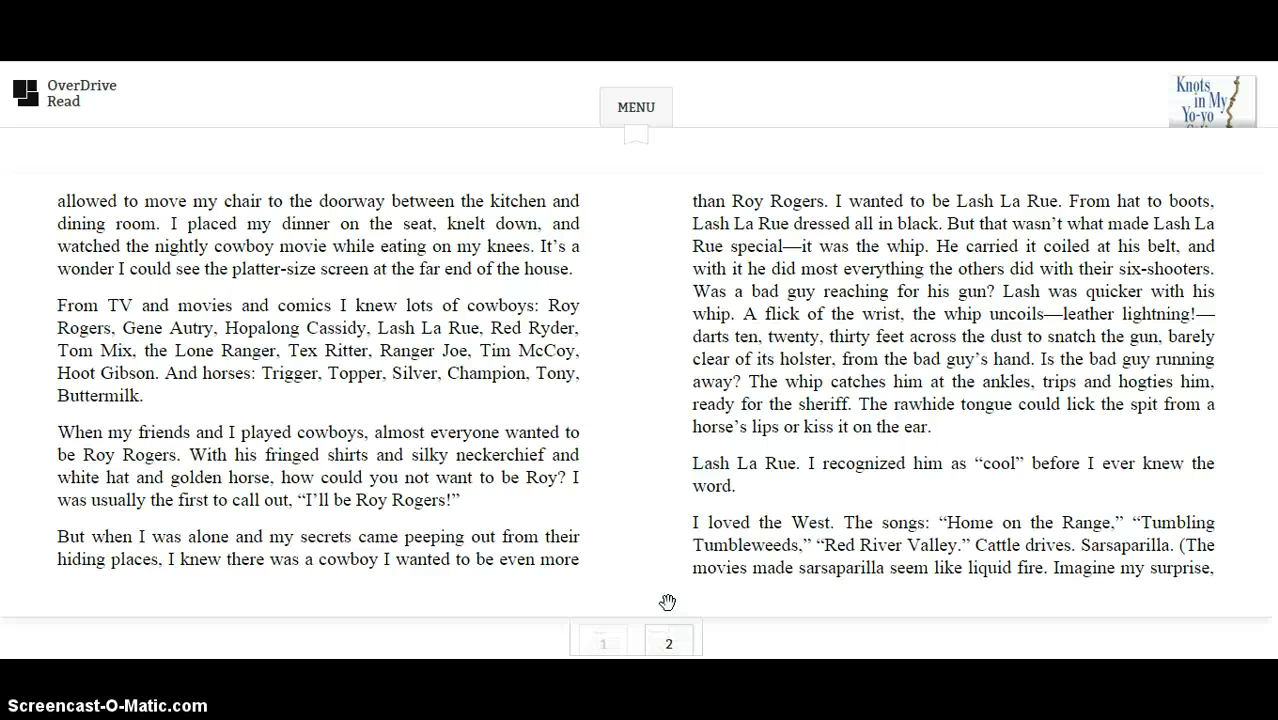 OverDrive
Read
MENU
Knots
in My
Yo-yo
allowed to move my chair to the doorway between the kitchen and
dining room. I placed my dinner on the seat, knelt down, and
watched the nightly cowboy movie while eating on my knees. It’s a
wonder I could see the platter-size screen at the far end of the house.
From TV and movies and comics I knew lots of cowboys: Roy
Rogers, Gene Autry, Hopalong Cassidy, Lash La Rue, Red Ryder,
Tom Mix, the Lone Ranger, Tex Ritter, Ranger Joe, Tim McCoy,
Hoot Gibson. And horses: Trigger, Topper, Silver, Champion, Tony,
Buttermilk.
When my friends and I played cowboys, almost everyone wanted to
be Roy Rogers. With his fringed shirts and silky neckerchief and
white hat and golden horse, how could you not want to be Roy? I
was usually the first to call out, “I’ll be Roy Rogers!”
But when I was alone and my secrets came peeping out from their
hiding places, I knew there was a cowboy I wanted to be even more
than Roy Rogers. I wanted to be Lash La Rue. From hat to boots,
Lash La Rue dressed all in black. But that wasn’t what made Lash La
Rue special—it was the whip. He carried it coiled at his belt, and
with it he did most everything the others did with their six-shooters.
Was a bad guy reaching for his gun? Lash was quicker with his
whip. A flick of the wrist, the whip uncoils—leather lightning!—
darts ten, twenty, thirty feet across the dust to snatch the gun, barely
clear of its holster, from the bad guy’s hand. Is the bad guy running
away? The whip catches him at the ankles, trips and hogties him,
ready for the sheriff. The rawhide tongue could lick the spit from a
horse’s lips or kiss it on the ear.
Lash La Rue. I recognized him as “cool” before I ever knew the
word.
I loved the West. The songs: “Home on the Range,” “Tumbling
Tumbleweeds,” “Red River Valley.” Cattle drives. Sarsaparilla. (The
movies made sarsaparilla seem like liquid fire. Imagine my surprise,
1
2
Screencast-O-Matic.com